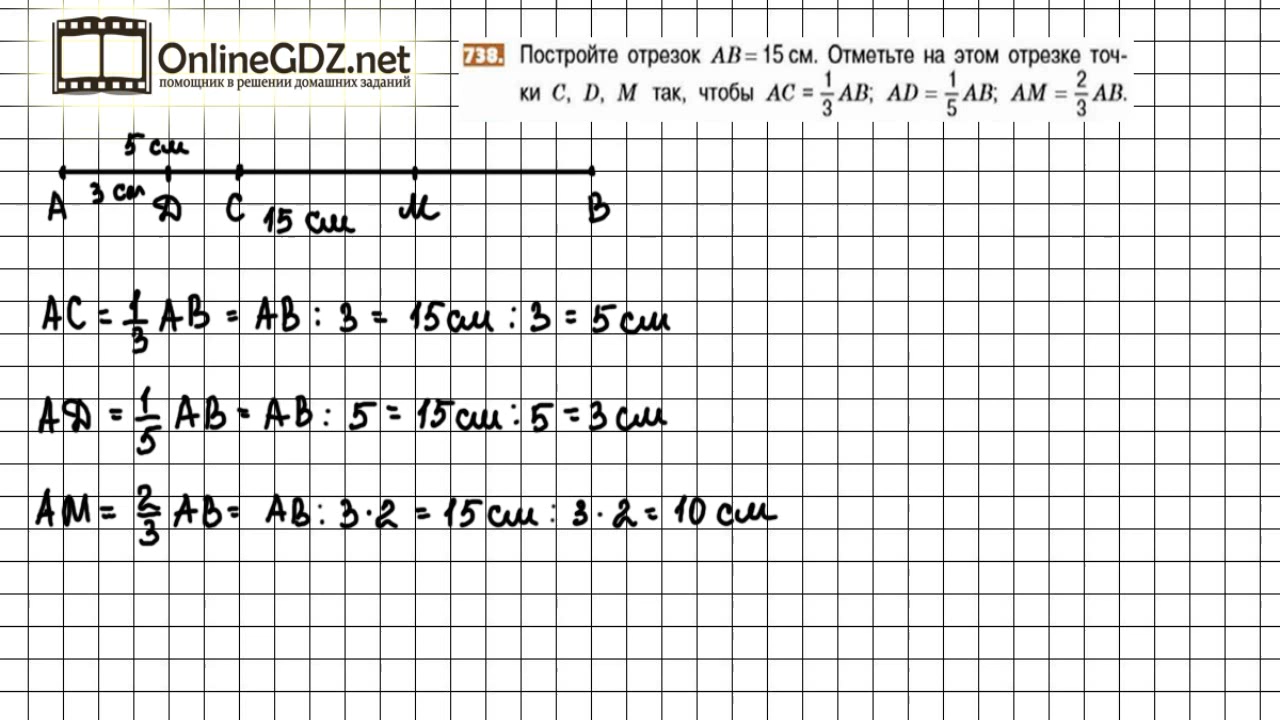 OnlineGDZ.net
помощник в решении домашних заданий
738. Постройте отрезок AB = 15 см. Отметьте на этом отрезке точ-
ки C, D, M так, чтобы AC = 1/3 AB; AD = 1/5 AB; AM = 2/3 AB.
5 см
3 см
A Д C 15 см M B
AC = 1/3 AB = AB : 3 = 15 см : 3 = 5 см
AД = 1/5 AB = AB : 5 = 15 см : 5 = 3 см
AM = 2/3 AB = AB : 3 · 2 = 15 см : 3 · 2 = 10 см